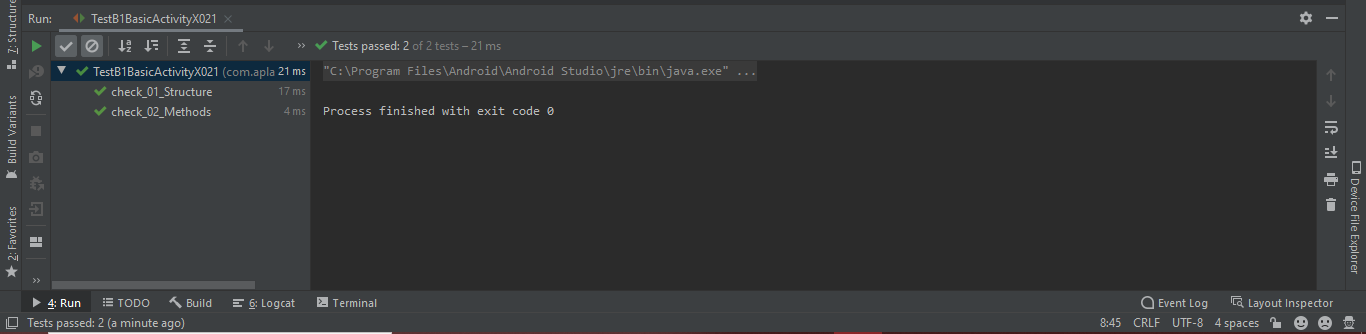 Run: TestB1BasicActivityX021
Tests passed: 2 of 2 tests – 21 ms
TestB1BasicActivityX021 (com.apla 21 ms
check_01_Structure 17 ms
check_02_Methods 4 ms
"C:\Program Files\Android\Android Studio\jre\bin\java.exe" ...
Process finished with exit code 0
7: Structure
Build Variants
2: Favorites
Device File Explorer
4: Run TODO Build 6: Logcat Terminal Event Log Layout Inspector
Tests passed: 2 (a minute ago) 8:45 CRLF UTF-8 4 spaces